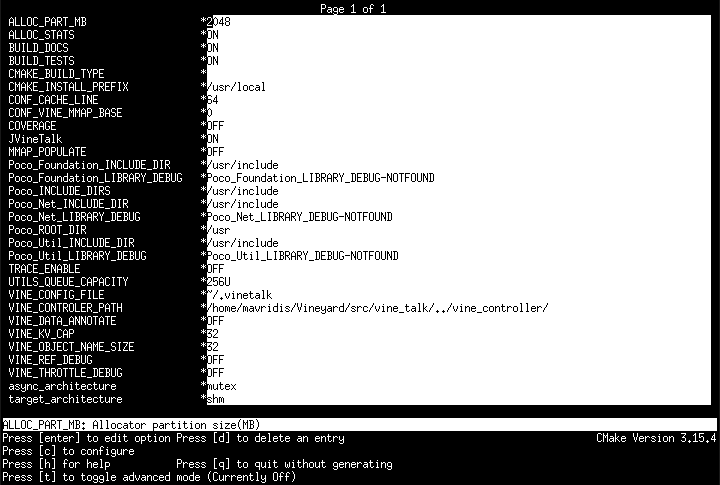 Page 1 of 1
ALLOC_PART_MB *2048
ALLOC_STATS *ON
BUILD_DOCS *ON
BUILD_TESTS *ON
CMAKE_BUILD_TYPE *
CMAKE_INSTALL_PREFIX */usr/local
CONF_CACHE_LINE *64
CONF_VINE_MMAP_BASE *0
COVERAGE *OFF
JVineTalk *ON
MMAP_POPULATE *OFF
Poco_Foundation_INCLUDE_DIR */usr/include
Poco_Foundation_LIBRARY_DEBUG *Poco_Foundation_LIBRARY_DEBUG-NOTFOUND
Poco_INCLUDE_DIRS */usr/include
Poco_Net_INCLUDE_DIR */usr/include
Poco_Net_LIBRARY_DEBUG *Poco_Net_LIBRARY_DEBUG-NOTFOUND
Poco_ROOT_DIR */usr
Poco_Util_INCLUDE_DIR */usr/include
Poco_Util_LIBRARY_DEBUG *Poco_Util_LIBRARY_DEBUG-NOTFOUND
TRACE_ENABLE *OFF
UTILS_QUEUE_CAPACITY *256U
VINE_CONFIG_FILE *~/.vinetalk
VINE_CONTROLER_PATH */home/mavridis/Vineyard/src/vine_talk/../vine_controller/
VINE_DATA_ANNOTATE *OFF
VINE_KV_CAP *32
VINE_OBJECT_NAME_SIZE *32
VINE_REF_DEBUG *OFF
VINE_THROTTLE_DEBUG *OFF
async_architecture *mutex
target_architecture *shm
ALLOC_PART_MB: Allocator partition size(MB)
Press [enter] to edit option Press [d] to delete an entry CMake Version 3.15.4
Press [c] to configure
Press [h] for help Press [q] to quit without generating
Press [t] to toggle advanced mode (Currently Off)